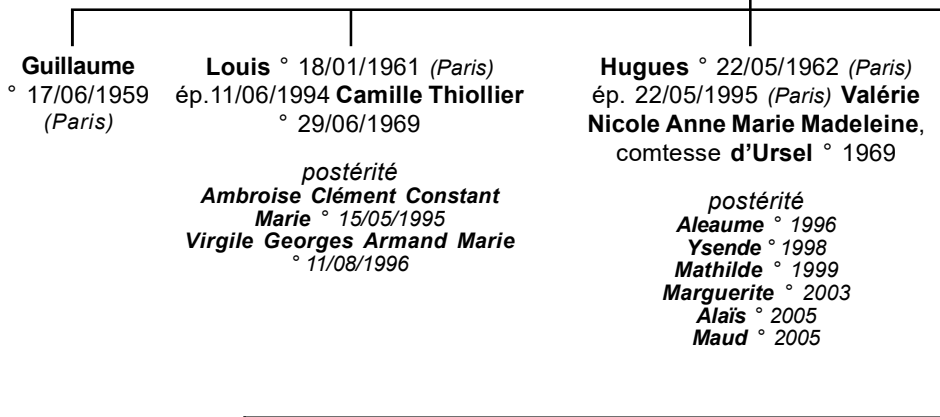 Guillaume
° 17/06/1959
(Paris)
Louis ° 18/01/1961 (Paris)
ép.11/06/1994 Camille Thiollier
° 29/06/1969
postérité
Ambroise Clément Constant
Marie ° 15/05/1995
Virgile Georges Armand Marie
° 11/08/1996
Hugues ° 22/05/1962 (Paris)
ép. 22/05/1995 (Paris) Valérie
Nicole Anne Marie Madeleine,
comtesse d’Ursel ° 1969
postérité
Aleaume ° 1996
Ysende ° 1998
Mathilde ° 1999
Marguerite ° 2003
Alaïs ° 2005
Maud ° 2005